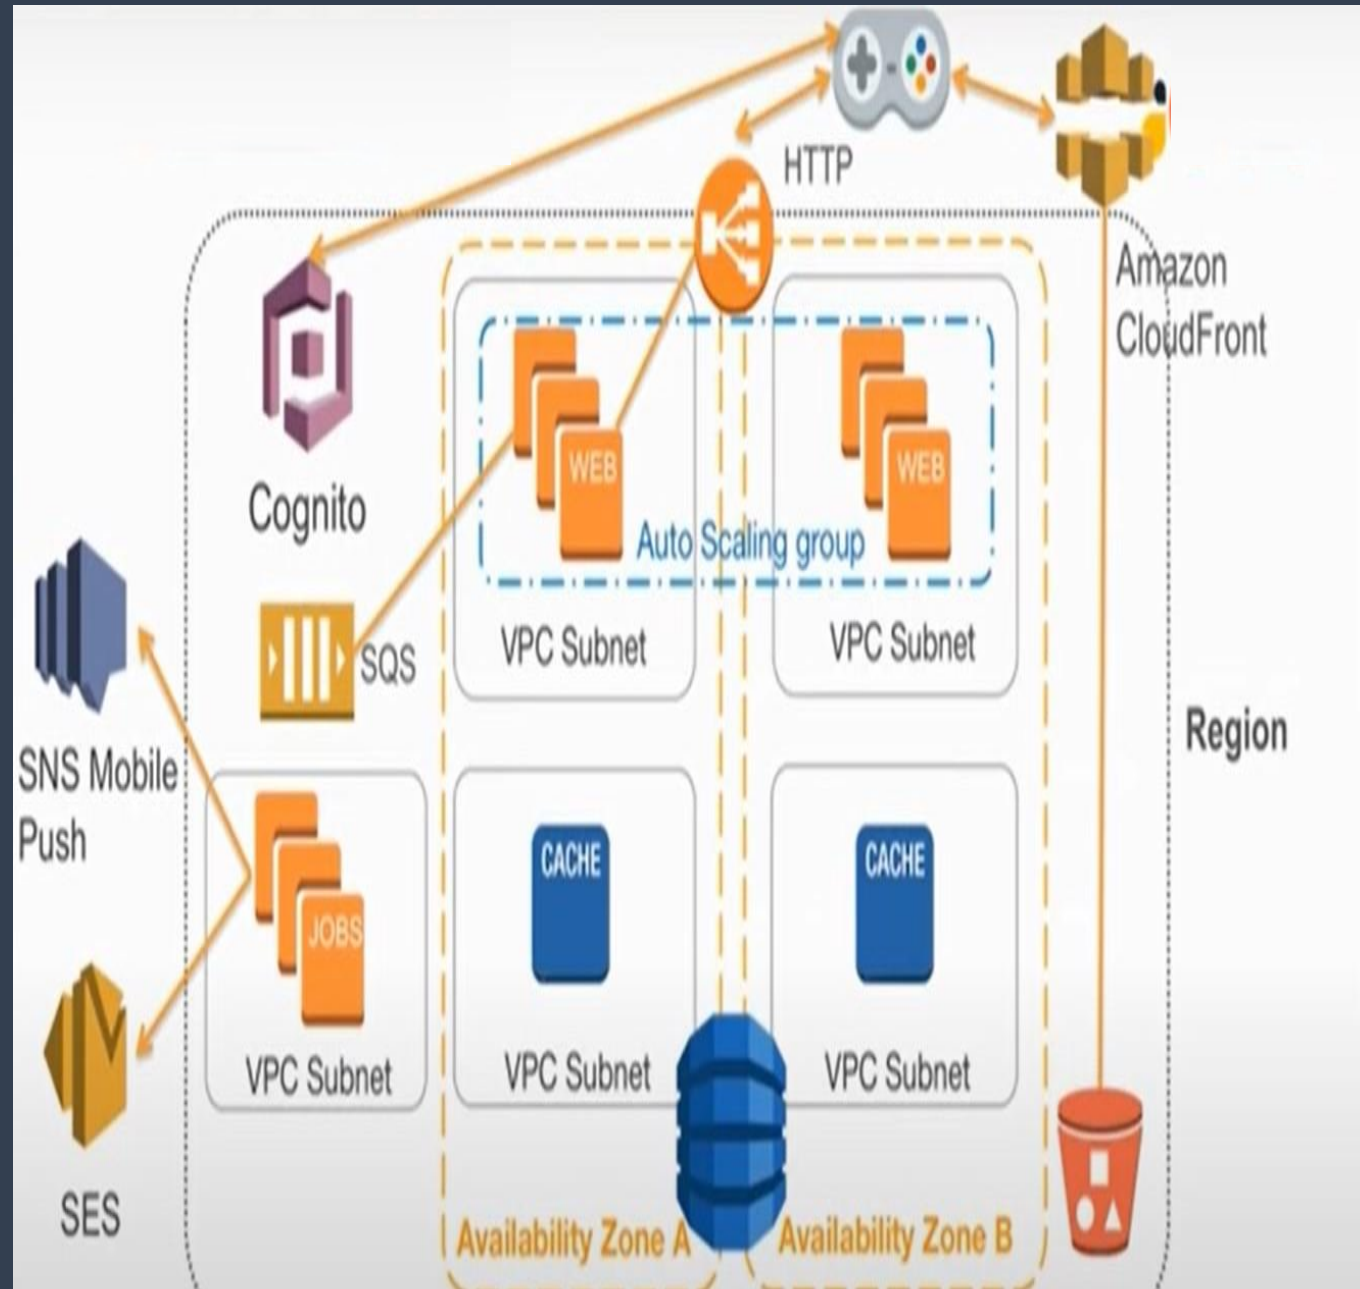 HTTP
Amazon
CloudFront
Cognito
WEB
WEB
Auto Scaling group
SQS
VPC Subnet
VPC Subnet
SNS Mobile
Push
Region
JOBS
CACHE
CACHE
VPC Subnet
VPC Subnet
VPC Subnet
SES
Availability Zone A
Availability Zone B